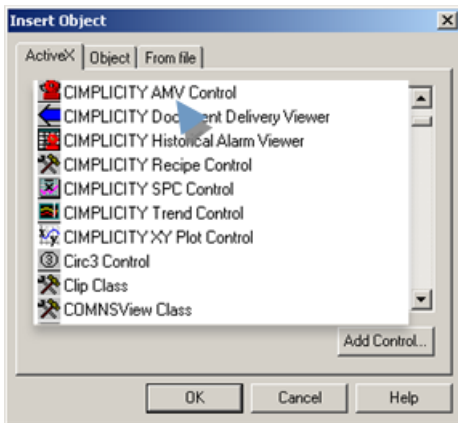 Insert Object
ActiveX Object From file
CIMPLICITY AMV Control
CIMPLICITY Document Delivery Viewer
CIMPLICITY Historical Alarm Viewer
CIMPLICITY Recipe Control
CIMPLICITY SPC Control
CIMPLICITY Trend Control
CIMPLICITY XY Plot Control
Circ3 Control
Clip Class
COMNSView Class
Add Control...
OK Cancel Help